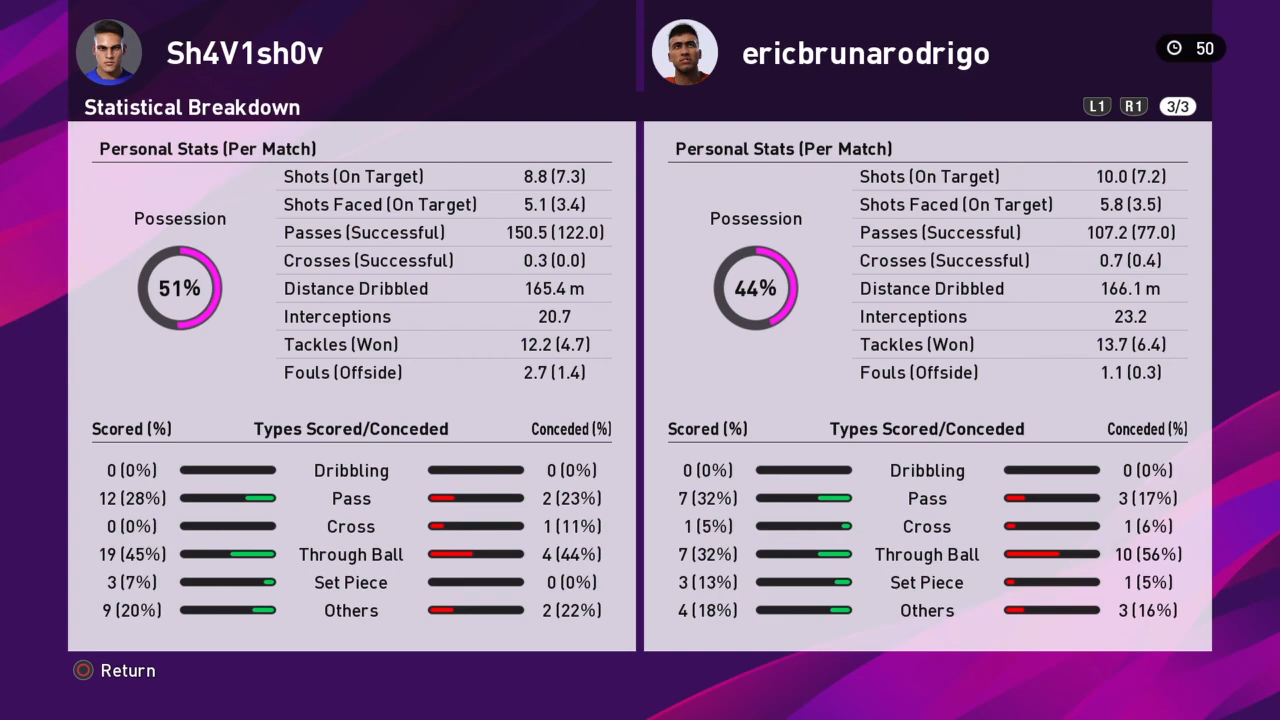 Sh4V1sh0v
ericbrunarodrigo
50
Statistical Breakdown
L1 R1 3/3
Personal Stats (Per Match)
Possession
51%
Shots (On Target) 8.8 (7.3)
Shots Faced (On Target) 5.1 (3.4)
Passes (Successful) 150.5 (122.0)
Crosses (Successful) 0.3 (0.0)
Distance Dribbled 165.4 m
Interceptions 20.7
Tackles (Won) 12.2 (4.7)
Fouls (Offside) 2.7 (1.4)
Scored (%) Types Scored/Conceded Conceded (%)
0 (0%) Dribbling 0 (0%)
12 (28%) Pass 2 (23%)
0 (0%) Cross 1 (11%)
19 (45%) Through Ball 4 (44%)
3 (7%) Set Piece 0 (0%)
9 (20%) Others 2 (22%)
Personal Stats (Per Match)
Possession
44%
Shots (On Target) 10.0 (7.2)
Shots Faced (On Target) 5.8 (3.5)
Passes (Successful) 107.2 (77.0)
Crosses (Successful) 0.7 (0.4)
Distance Dribbled 166.1 m
Interceptions 23.2
Tackles (Won) 13.7 (6.4)
Fouls (Offside) 1.1 (0.3)
Scored (%) Types Scored/Conceded Conceded (%)
0 (0%) Dribbling 0 (0%)
7 (32%) Pass 3 (17%)
1 (5%) Cross 1 (6%)
7 (32%) Through Ball 10 (56%)
3 (13%) Set Piece 1 (5%)
4 (18%) Others 3 (16%)
Return